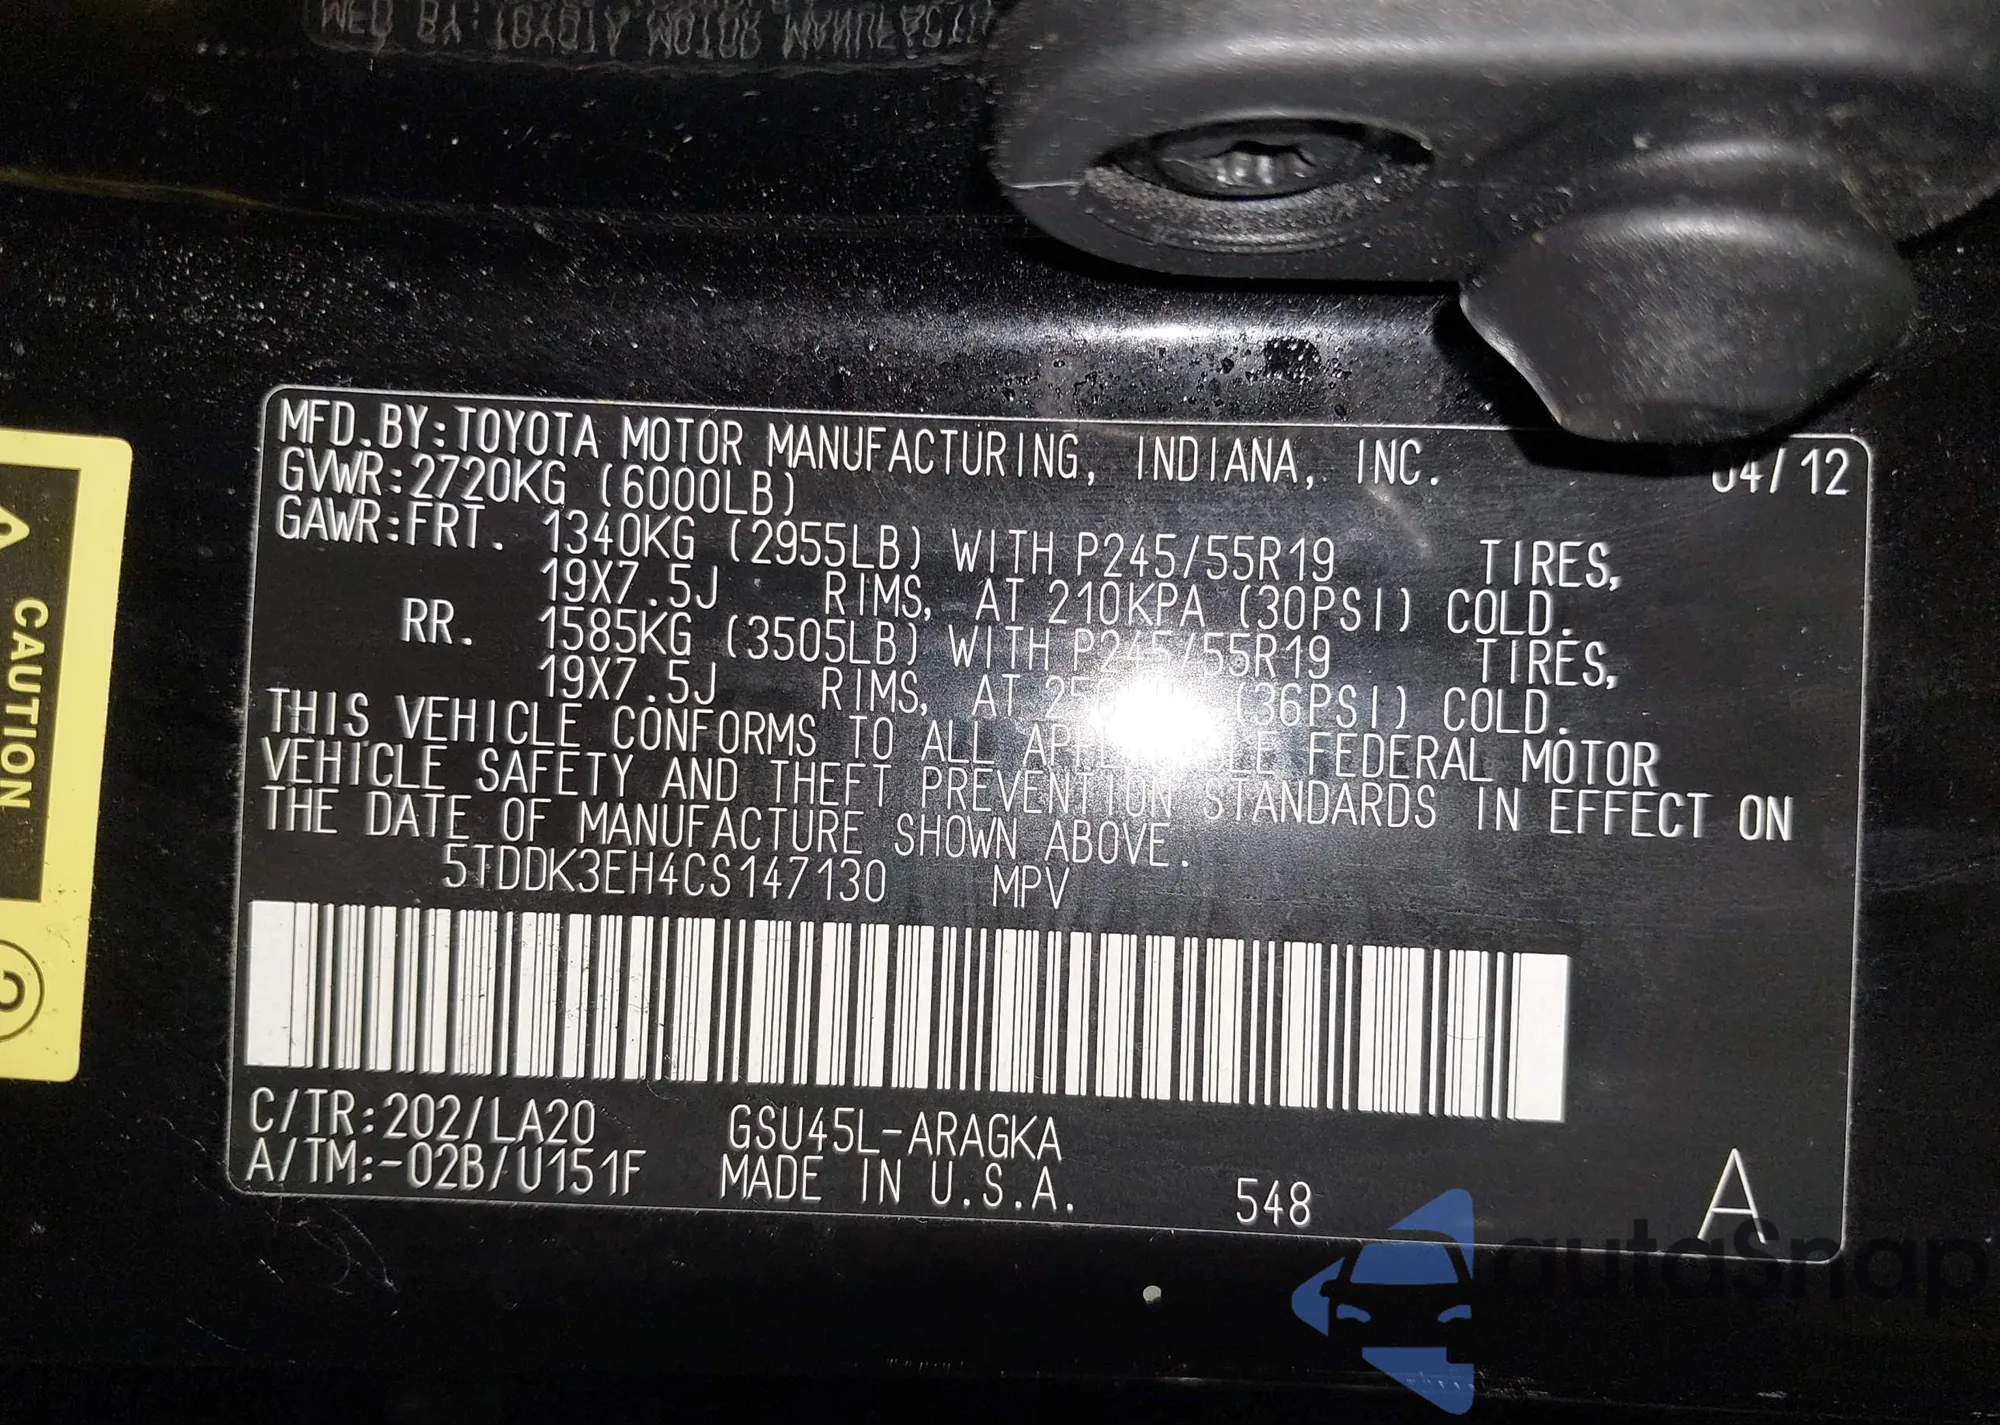 MFD.BY:TOYOTA MOTOR MANUFACTURING, INDIANA, INC. 04/12
GVWR:2720KG (6000LB)
GAWR:FRT. 1340KG (2955LB) WITH P245/55R19 TIRES,
19X7.5J RIMS, AT 210KPA (30PSI) COLD.
RR. 1585KG (3505LB) WITH P245/55R19 TIRES,
19X7.5J RIMS, AT (36PSI) COLD.
THIS VEHICLE CONFORMS TO ALL APPLICABLE FEDERAL MOTOR
VEHICLE SAFETY AND THEFT PREVENTION STANDARDS IN EFFECT ON
THE DATE OF MANUFACTURE SHOWN ABOVE.
5TDDK3EH4CS147130 MPV
C/TR:202/LA20 GSU45L-ARAGKA
A/TM:-02B/U151F MADE IN U.S.A. 548 A
CAUTION
autosnap